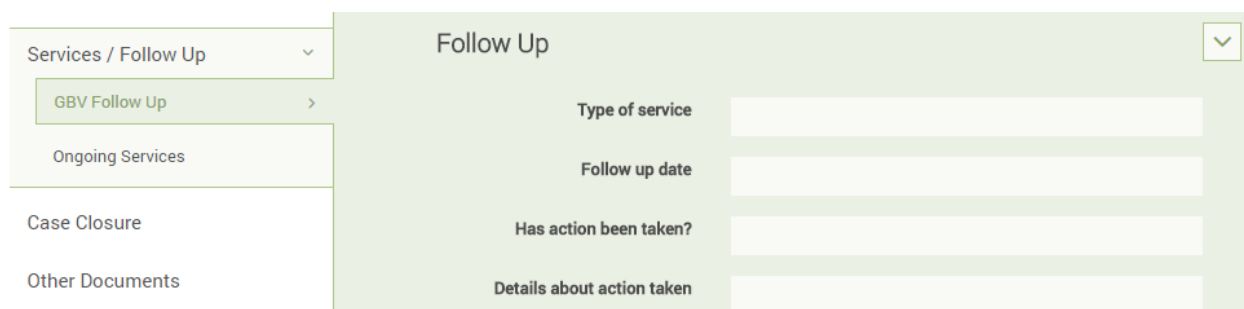 Services / Follow Up
GBV Follow Up
Ongoing Services
Case Closure
Other Documents
Follow Up
Type of service
Follow up date
Has action been taken?
Details about action taken